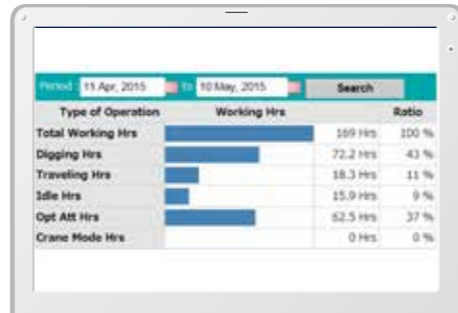 Period : 11 Apr, 2015 to 10 May, 2015 Search
Type of Operation Working Hrs Ratio
Total Working Hrs 169 Hrs 100 %
Digging Hrs 72.2 Hrs 43 %
Traveling Hrs 18.3 Hrs 11 %
Idle Hrs 15.9 Hrs 9 %
Opt Att Hrs 62.5 Hrs 37 %
Crane Mode Hrs 0 Hrs 0 %